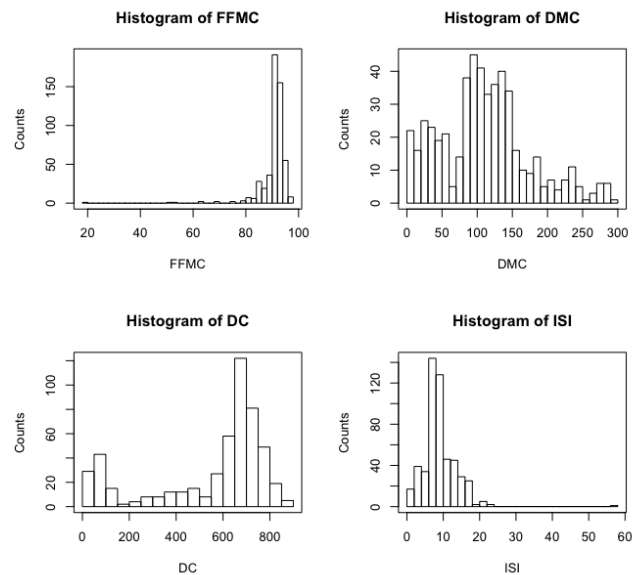 Histogram of FFMC
Counts
0 50 100 150
20 40 60 80 100
FFMC
Histogram of DMC
Counts
0 10 20 30 40
0 50 100 150 200 250 300
DMC
Histogram of DC
Counts
0 20 60 100
0 200 400 600 800
DC
Histogram of ISI
Counts
0 40 80 120
0 10 20 30 40 50 60
ISI